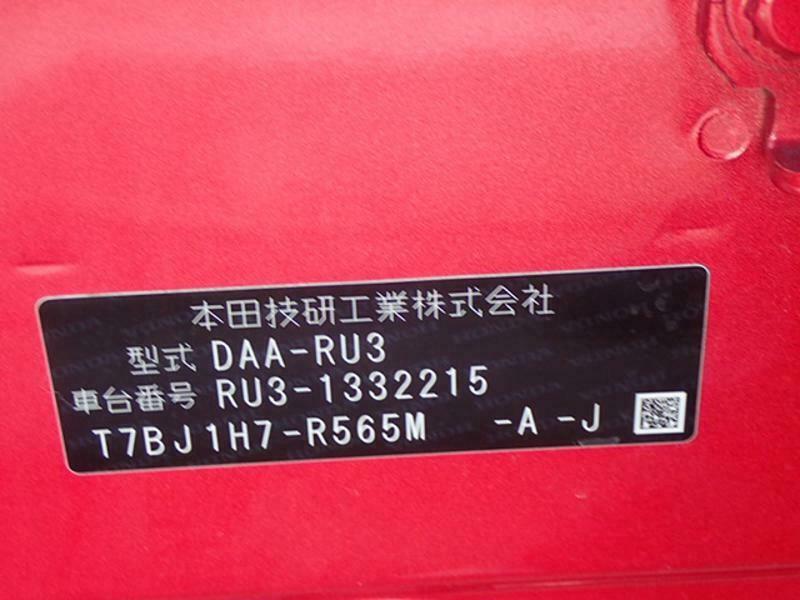 本田技研工業株式会社
型式 DAA-RU3
車台番号 RU3-1332215
T7BJ1H7-R565M -A -J